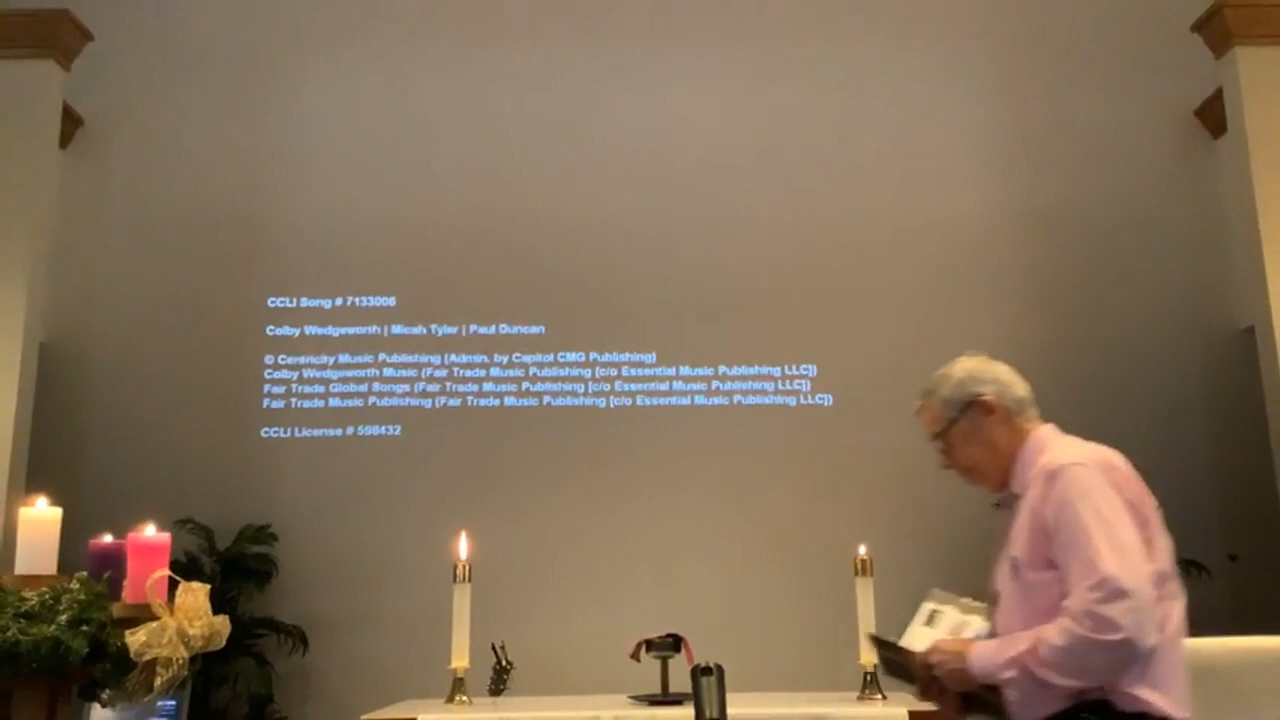 CCLI Song # 7133006
Colby Wedgeworth | Micah Tyler | Paul Duncan
© Centricity Music Publishing (Admin. by Capitol CMG Publishing)
Colby Wedgeworth Music (Fair Trade Music Publishing [c/o Essential Music Publishing LLC])
Fair Trade Global Songs (Fair Trade Music Publishing [c/o Essential Music Publishing LLC])
Fair Trade Music Publishing (Fair Trade Music Publishing [c/o Essential Music Publishing LLC])
CCLI License # 598432